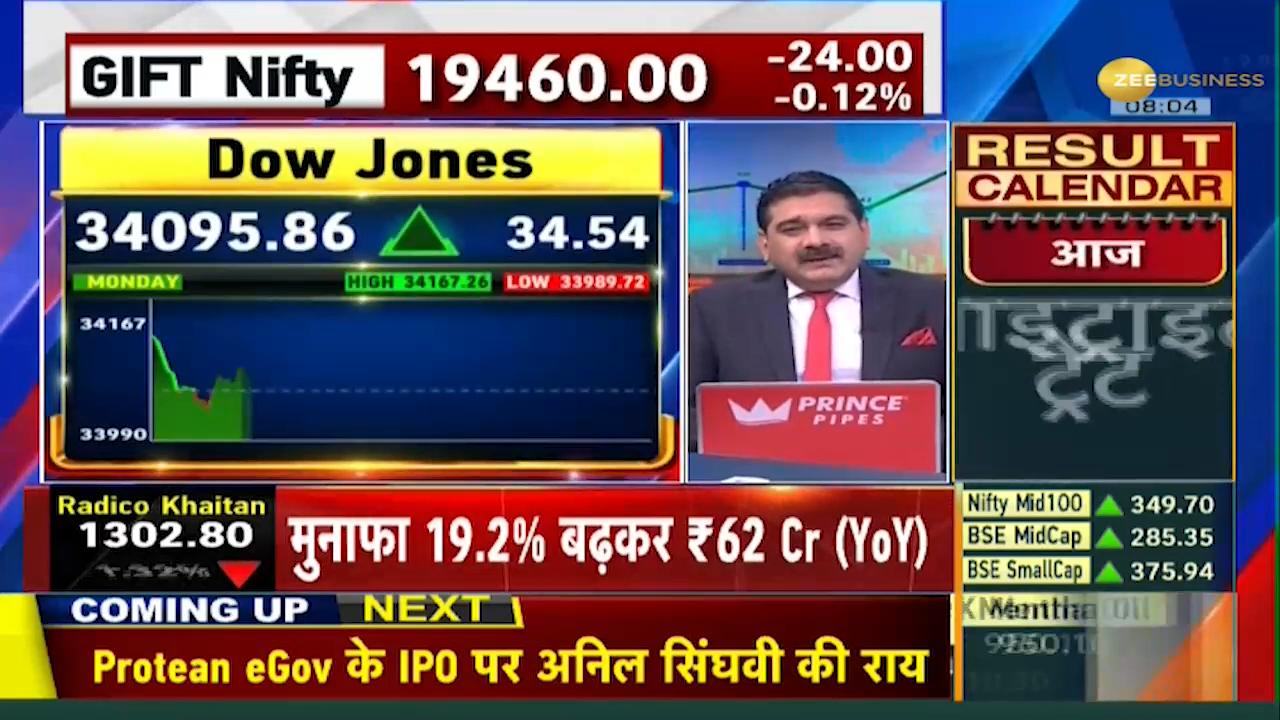 GIFT Nifty 19460.00 -24.00
-0.12%
ZEEBUSINESS
08:04
Dow Jones
34095.86 34.54
MONDAY HIGH 34167.26 LOW 33989.72
34167
33990
PRINCE
PIPES
RESULT
CALENDAR
आज
Radico Khaitan
1302.80
मुनाफा 19.2% बढ़कर ₹62 Cr (YoY)
Nifty Mid100 349.70
BSE MidCap 285.35
BSE SmallCap 375.94
COMING UP NEXT
Protean eGov के IPO पर अनिल सिंघवी की राय